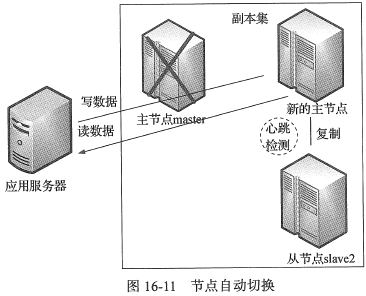 副本集
写数据
读数据
主节点master
新的主节点
心跳
检测
复制
应用服务器
从节点slave2
图 16-11 节点自动切换